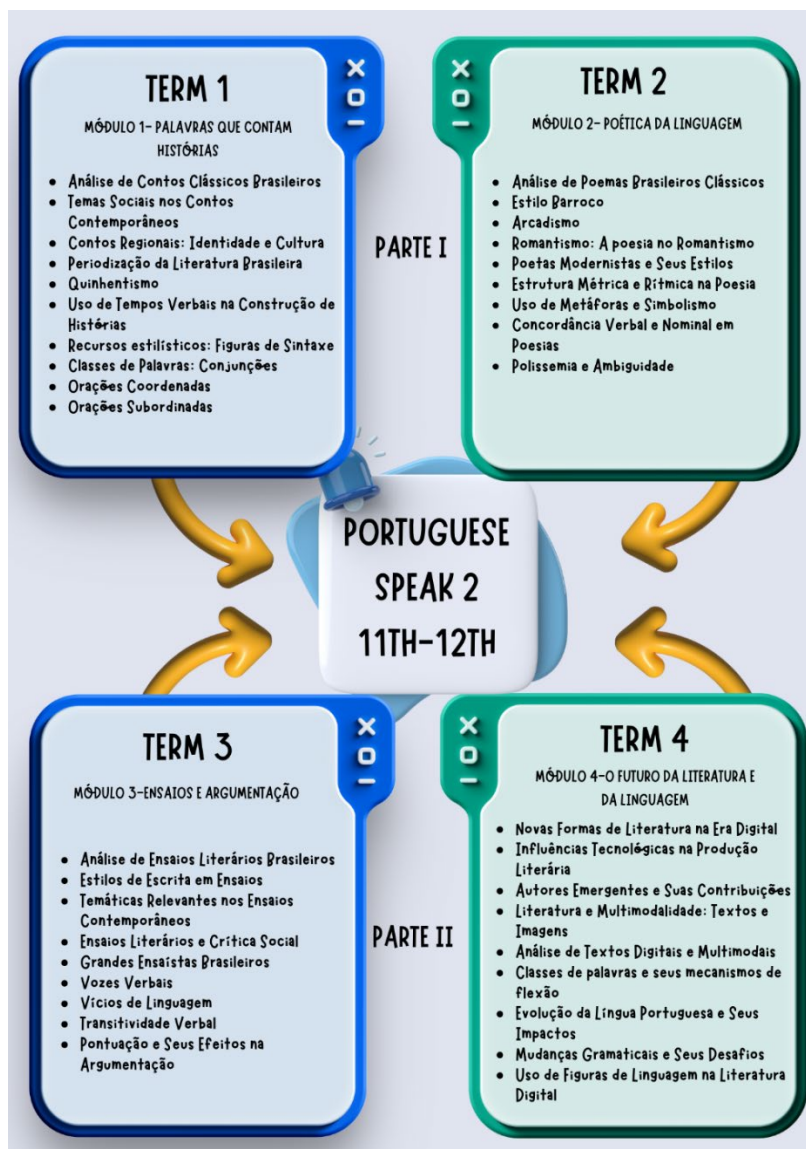 TERM 1
MÓDULO 1- PALAVRAS QUE CONTAM
HISTÓRIAS
• Análise de Contos Clássicos Brasileiros
• Temas Sociais nos Contos
Contemporâneos
• Contos Regionais: Identidade e Cultura
• Periodização da Literatura Brasileira
• Quinhentismo
• Uso de Tempos Verbais na Construção de
Histórias
• Recursos estilísticos: Figuras de Sintaxe
• Classes de Palavras: Conjunções
• Orações Coordenadas
• Orações Subordinadas
PARTE I
TERM 2
MÓDULO 2- POÉTICA DA LINGUAGEM
• Análise de Poemas Brasileiros Clássicos
• Estilo Barroco
• Arcadismo
• Romantismo: A poesia no Romantismo
• Poetas Modernistas e Seus Estilos
• Estrutura Métrica e Rítmica na Poesia
• Uso de Metáforas e Simbolismo
• Concordância Verbal e Nominal em
Poesias
• Polissemia e Ambiguidade
PORTUGUESE
SPEAK 2
11TH-12TH
TERM 3
MÓDULO 3-ENSAIOS E ARGUMENTAÇÃO
• Análise de Ensaios Literários Brasileiros
• Estilos de Escrita em Ensaios
• Temáticas Relevantes nos Ensaios
Contemporâneos
• Ensaios Literários e Crítica Social
• Grandes Ensaístas Brasileiros
• Vozes Verbais
• Vícios de Linguagem
• Transitividade Verbal
• Pontuação e Seus Efeitos na
Argumentação
PARTE II
TERM 4
MÓDULO 4-O FUTURO DA LITERATURA E
DA LINGUAGEM
• Novas Formas de Literatura na Era Digital
• Influências Tecnológicas na Produção
Literária
• Autores Emergentes e Suas Contribuições
• Literatura e Multimodalidade: Textos e
Imagens
• Análise de Textos Digitais e Multimodais
• Classes de palavras e seus mecanismos de
flexão
• Evolução da Língua Portuguesa e Seus
Impactos
• Mudanças Gramaticais e Seus Desafios
• Uso de Figuras de Linguagem na Literatura
Digital